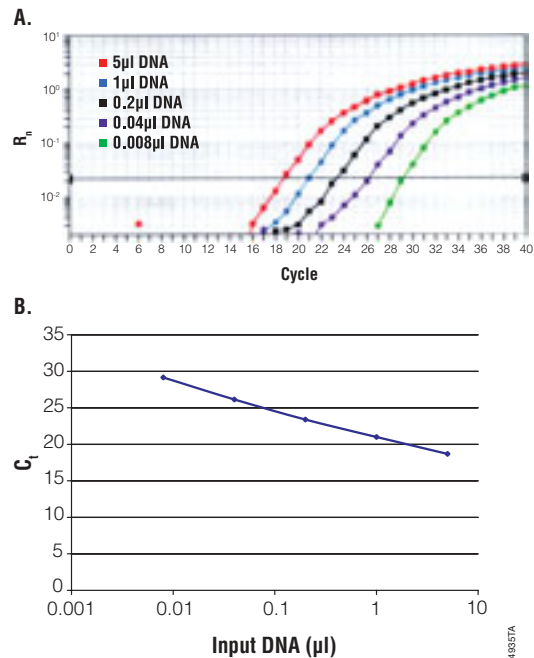 A.
10¹
10⁰
10⁻¹
10⁻²
Rₙ
5µl DNA
1µl DNA
0.2µl DNA
0.04µl DNA
0.008µl DNA
0 2 4 6 8 10 12 14 16 18 20 22 24 26 28 30 32 34 36 38 40
Cycle
B.
35
30
25
20
15
10
5
0
Cₜ
0.001 0.01 0.1 1 10
Input DNA (µl)
4935TA